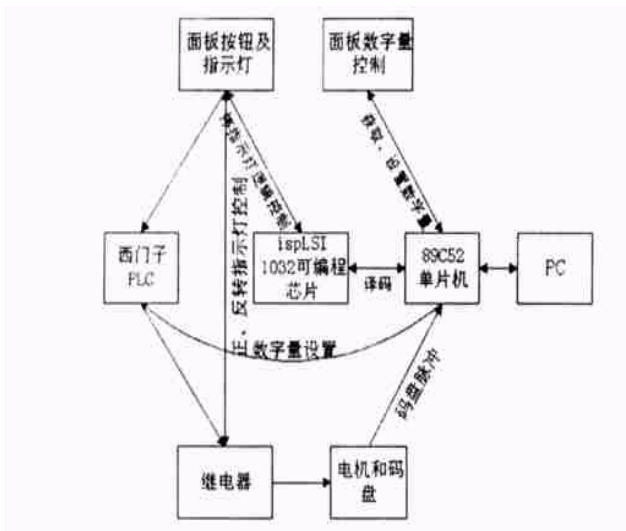 面板按钮及
指示灯
面板数字量
控制
西门子
PLC
ispLSI
1032可编程
芯片
译码
89C52
单片机
PC
正、反转指示灯控制
数字量设置
码盘脉冲
继电器
电机和码
盘